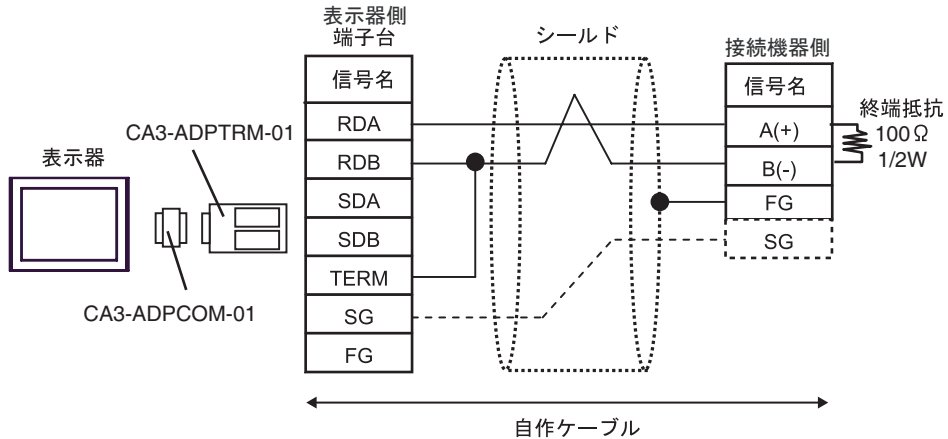 表示器側
端子台
シールド
接続機器側
信号名
信号名
終端抵抗
100Ω
1/2W
CA3-ADPTRM-01
表示器
RDA
A(+)
RDB
B(-)
SDA
FG
SDB
SG
TERM
CA3-ADPCOM-01
SG
FG
自作ケーブル